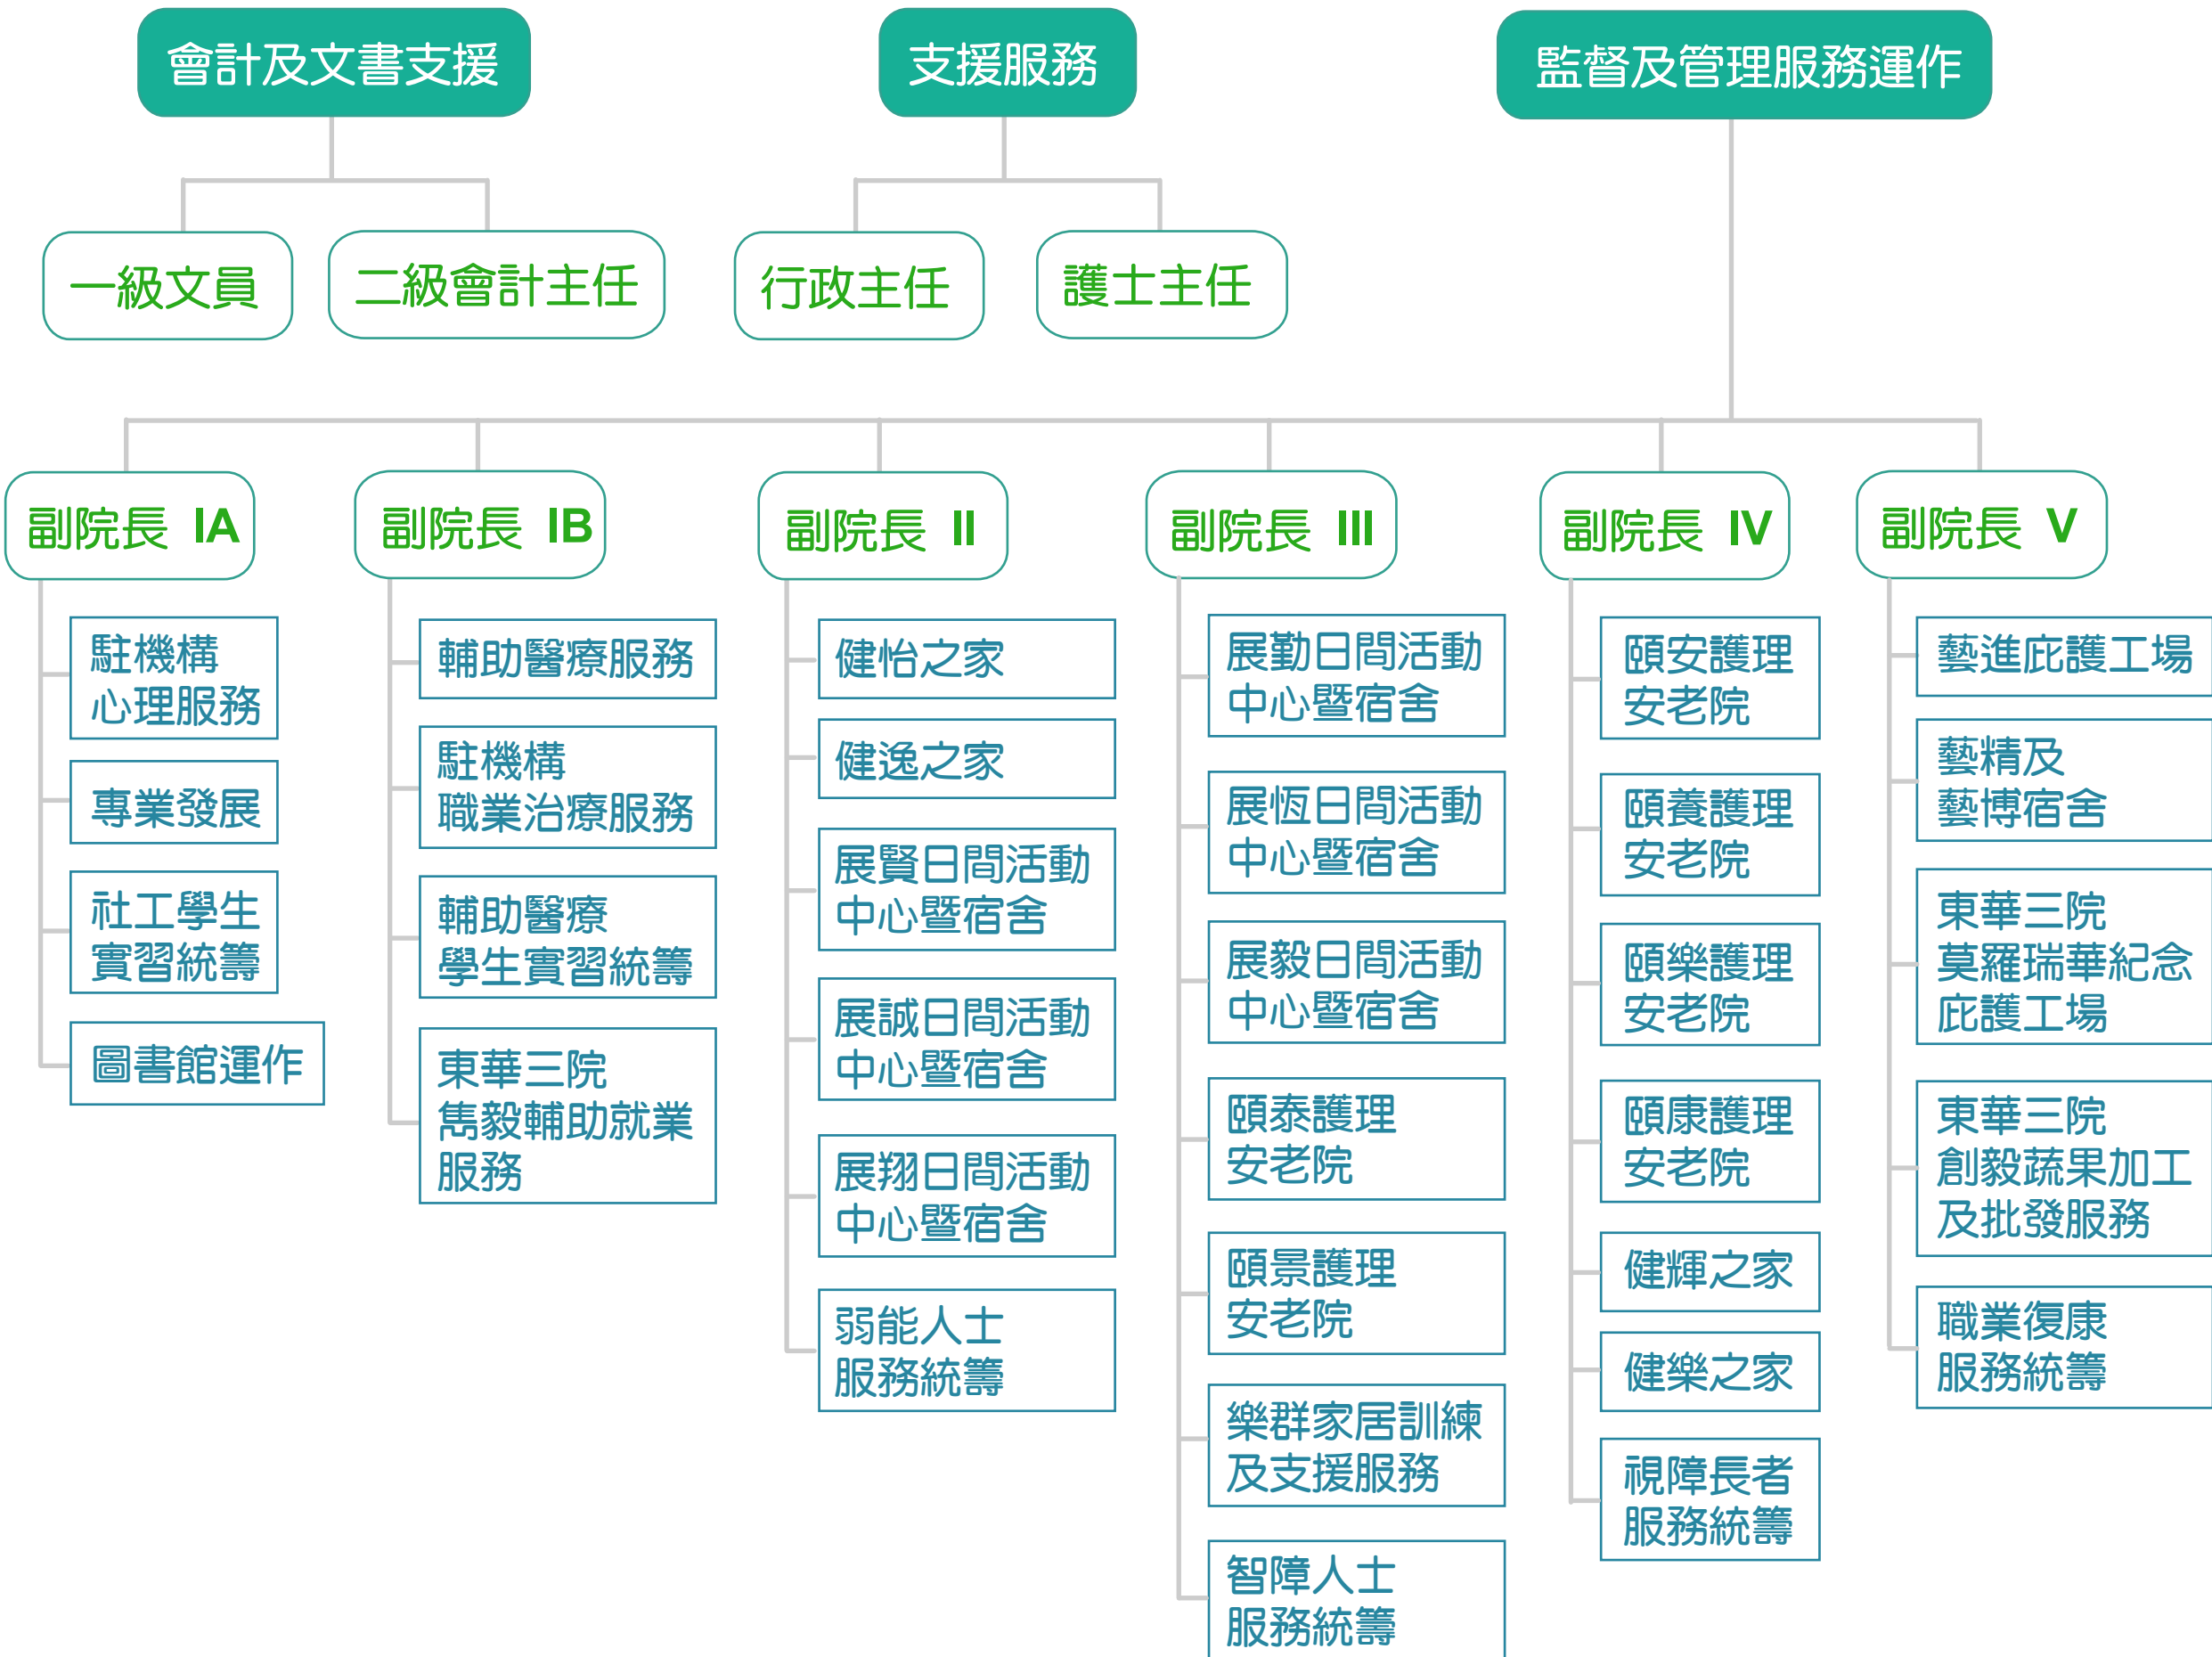 會計及文書支援
支援服務
監督及管理服務運作
一級文員
二級會計主任
行政主任
護士主任
副院長 IA
副院長 IB
副院長 II
副院長 III
副院長 IV
副院長 V
駐機構
心理服務
專業發展
社工學生
實習統籌
圖書館運作
輔助醫療服務
駐機構
職業治療服務
輔助醫療
學生實習統籌
東華三院
雋毅輔助就業
服務
健怡之家
健逸之家
展賢日間活動
中心暨宿舍
展誠日間活動
中心暨宿舍
展翔日間活動
中心暨宿舍
弱能人士
服務統籌
展勤日間活動
中心暨宿舍
展恆日間活動
中心暨宿舍
展毅日間活動
中心暨宿舍
頤泰護理
安老院
頤景護理
安老院
樂群家居訓練
及支援服務
智障人士
服務統籌
頤安護理
安老院
頤養護理
安老院
頤樂護理
安老院
頤康護理
安老院
健輝之家
健樂之家
視障長者
服務統籌
藝進庇護工場
藝精及
藝博宿舍
東華三院
莫羅瑞華紀念
庇護工場
東華三院
創毅蔬果加工
及批發服務
職業復康
服務統籌